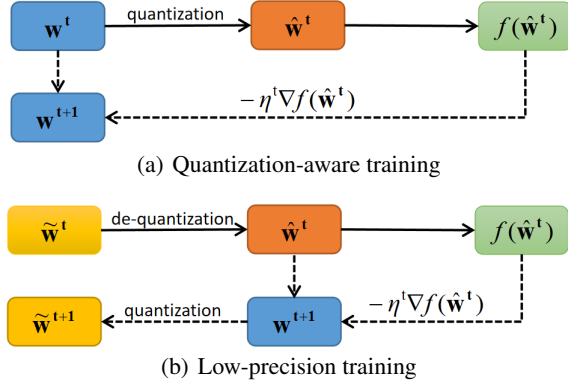 w^t quantization ŵ^t f(ŵ^t)
w^{t+1} − η^t∇f(ŵ^t)
(a) Quantization-aware training
w̃^t de-quantization ŵ^t f(ŵ^t)
w̃^{t+1} quantization w^{t+1} − η^t∇f(ŵ^t)
(b) Low-precision training